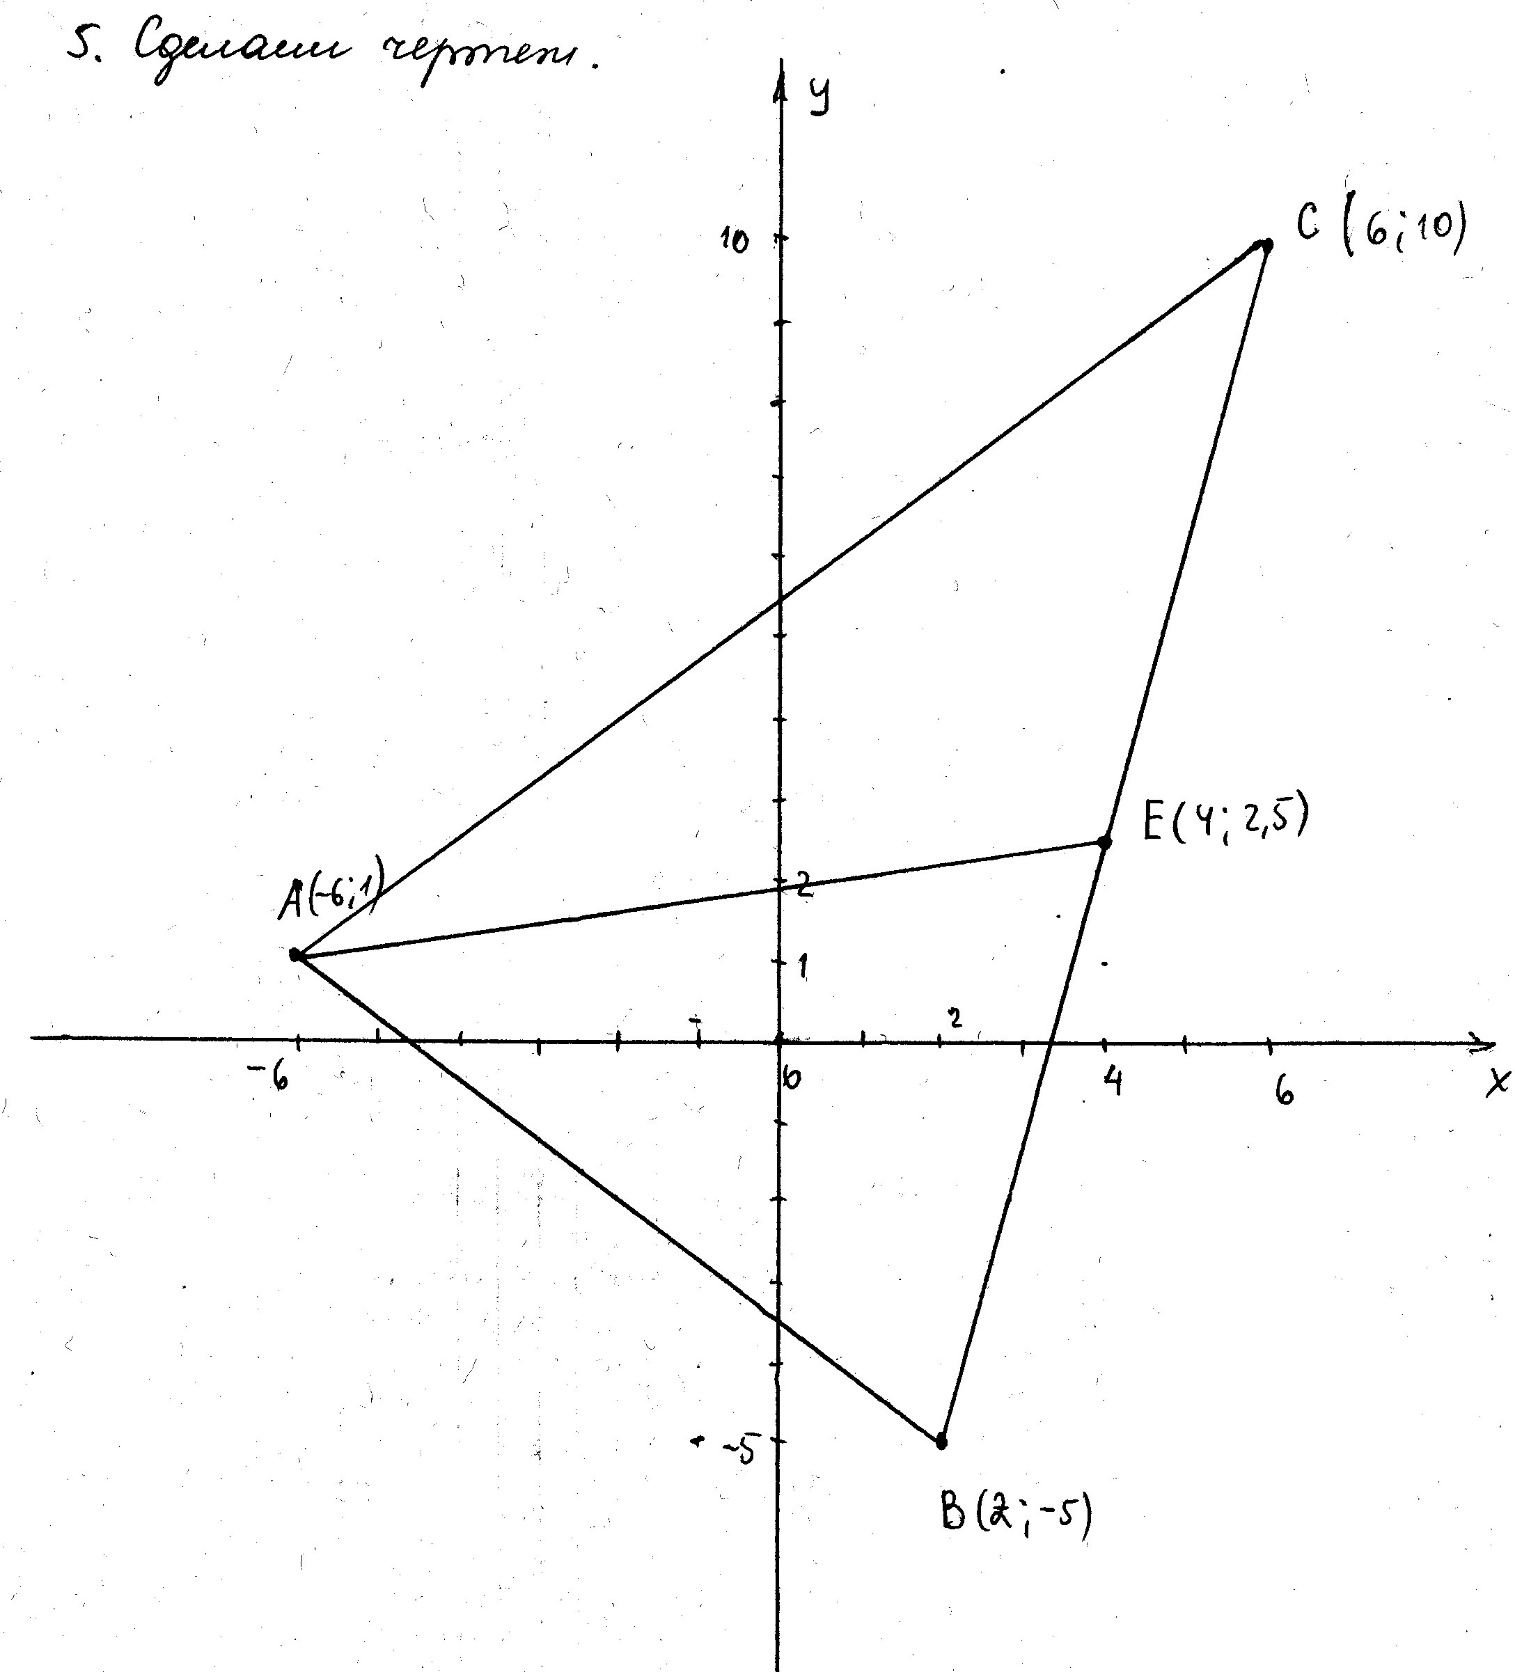 5. Сделаем чертеж.
y
10
C (6; 10)
E(4; 2,5)
A(-6; 1)
2
1
2
-6
0
4
6
x
-5
B(2; -5)